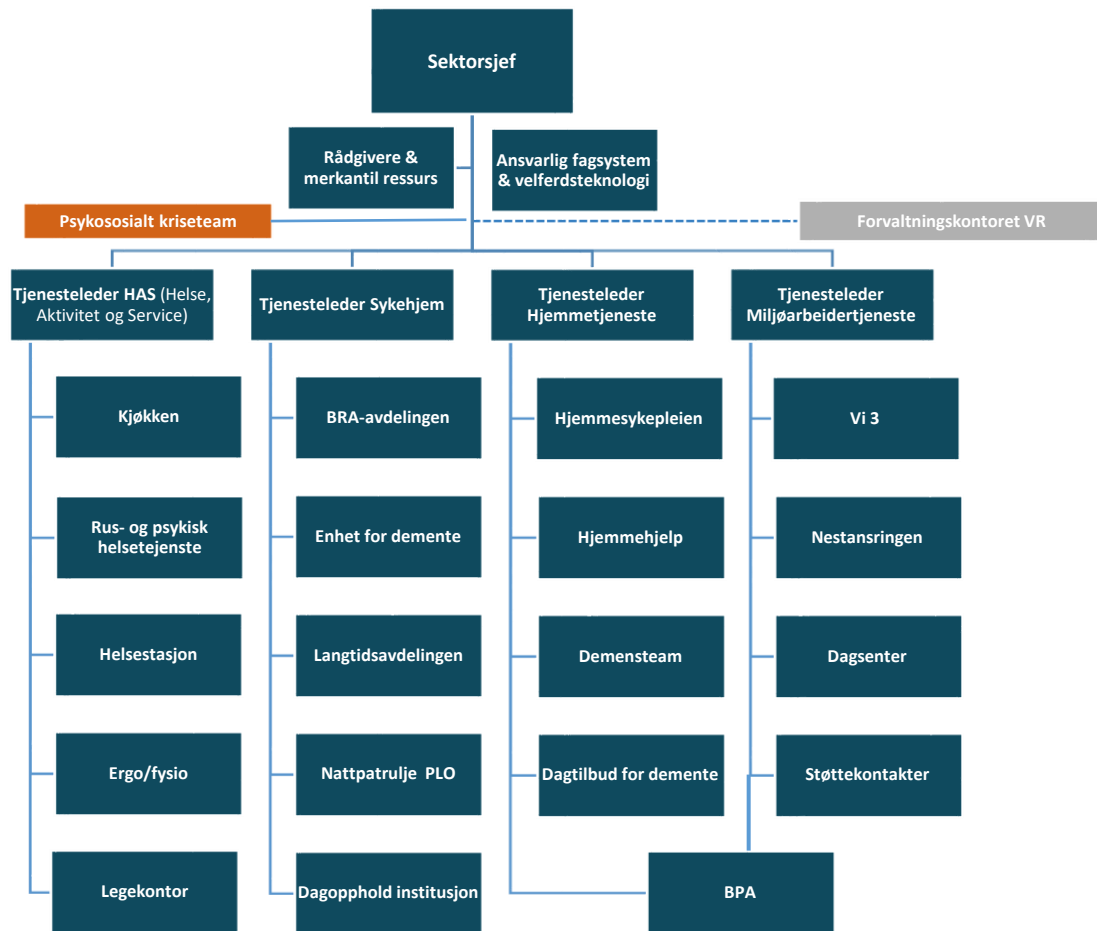 Sektorsjef
Rådgivere &
merkantil ressurs
Ansvarlig fagsystem
& velferdsteknologi
Psykososialt kriseteam
Forvaltningskontoret VR
Tjenesteleder HAS (Helse,
Aktivitet og Service)
Tjenesteleder Sykehjem
Tjenesteleder
Hjemmetjeneste
Tjenesteleder
Miljøarbeidertjeneste
Kjøkken
BRA-avdelingen
Hjemmesykepleien
Vi 3
Rus- og psykisk
helsetejenste
Enhet for demente
Hjemmehjelp
Nestansringen
Helsestasjon
Langtidsavdelingen
Demensteam
Dagsenter
Ergo/fysio
Nattpatrulje PLO
Dagtilbud for demente
Støttekontakter
Legekontor
Dagopphold institusjon
BPA